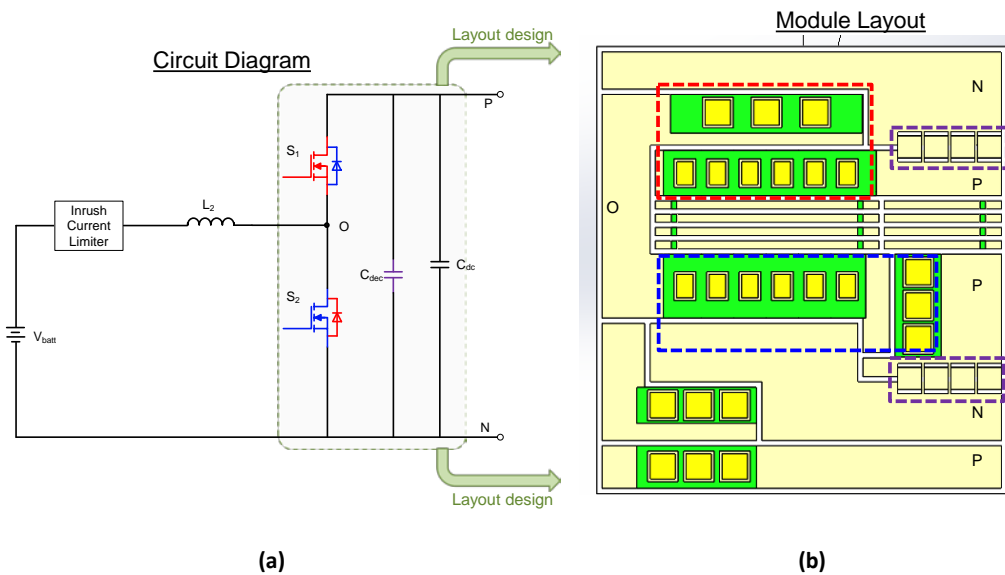 Layout design
Module Layout
Circuit Diagram
P
N
S1
P
Inrush
Current
Limiter
L2
O
O
Cdec
Cdc
S2
P
Vbatt
N
N
P
Layout design
(a)
(b)